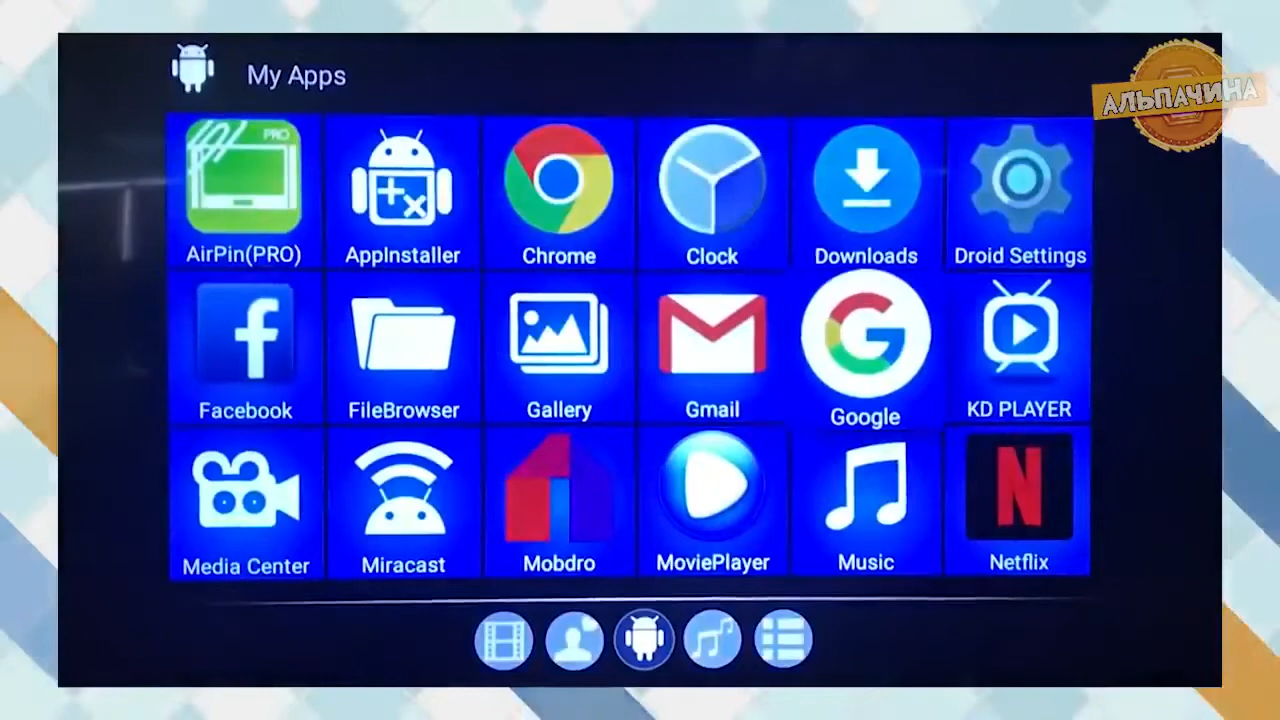 My Apps
АЛЬПАЧИНА
PRO
AirPin(PRO)
AppInstaller
Chrome
Clock
Downloads
Droid Settings
Facebook
FileBrowser
Gallery
Gmail
Google
KD PLAYER
Media Center
Miracast
Mobdro
MoviePlayer
Music
Netflix